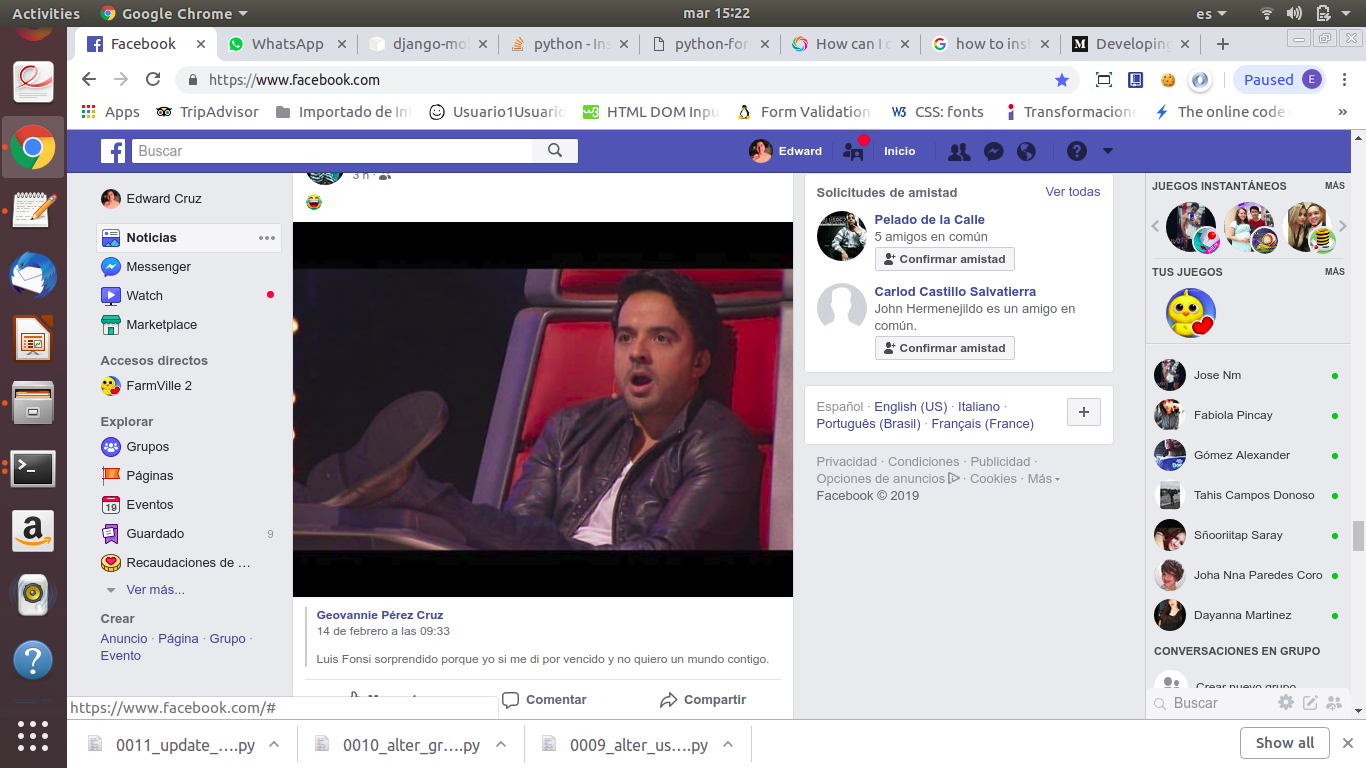 Activities
Google Chrome
mar 15:22
es
Facebook
WhatsApp
django-mol
python - Ins
python-for-
How can I c
how to inst
Developing
https://www.facebook.com
Paused
E
Apps
TripAdvisor
Importado de In
Usuario1Usuario
HTML DOM Inpu
Form Validation
CSS: fonts
Transformacione
The online code
»
Buscar
Edward
Inicio
Edward Cruz
Noticias
Messenger
Watch
Marketplace
Accesos directos
FarmVille 2
Explorar
Grupos
Páginas
19
Eventos
Guardado
9
Recaudaciones de ...
Ver más...
Crear
Anuncio · Página · Grupo ·
Evento
3 h ·
Geovannie Pérez Cruz
14 de febrero a las 09:33
Luis Fonsi sorprendido porque yo si me di por vencido y no quiero un mundo contigo.
Comentar
Compartir
Solicitudes de amistad
Ver todas
Pelado de la Calle
5 amigos en común
Confirmar amistad
Carlod Castillo Salvatierra
John Hermenejildo es un amigo en
común.
Confirmar amistad
Español · English (US) · Italiano ·
Português (Brasil) · Français (France)
Privacidad · Condiciones · Publicidad ·
Opciones de anuncios · Cookies · Más
Facebook © 2019
JUEGOS INSTANTÁNEOS
MÁS
TUS JUEGOS
MÁS
Jose Nm
Fabiola Pincay
Gómez Alexander
Tahis Campos Donoso
Sñooriitap Saray
Joha Nna Paredes Coro
Dayanna Martinez
CONVERSACIONES EN GRUPO
Crear nuevo grupo
Buscar
https://www.facebook.com/#
0011_update_....py
0010_alter_gr....py
0009_alter_us....py
Show all